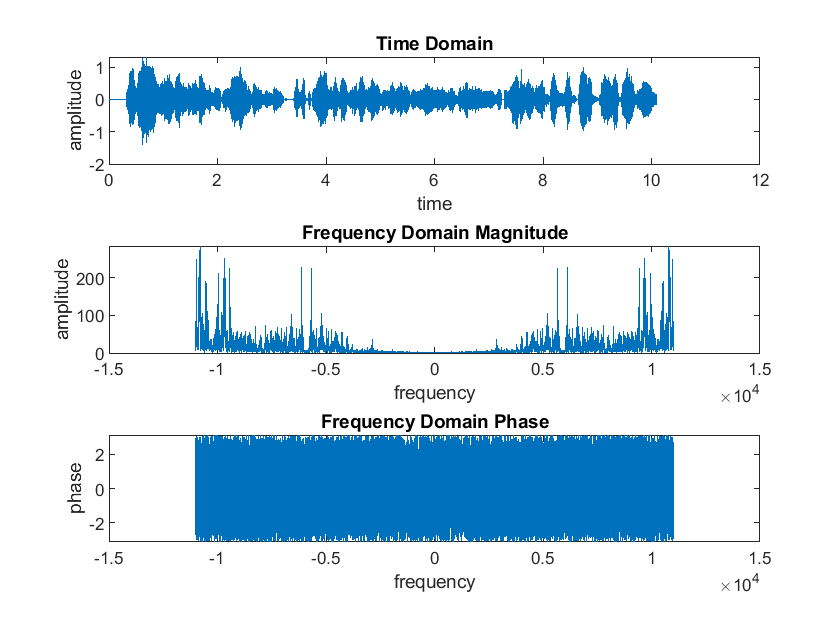 Time Domain
1
0
-1
-2
amplitude
0 2 4 6 8 10 12
time
Frequency Domain Magnitude
200
100
0
amplitude
-1.5 -1 -0.5 0 0.5 1 1.5
frequency
×10^4
Frequency Domain Phase
2
0
-2
phase
-1.5 -1 -0.5 0 0.5 1 1.5
frequency
×10^4